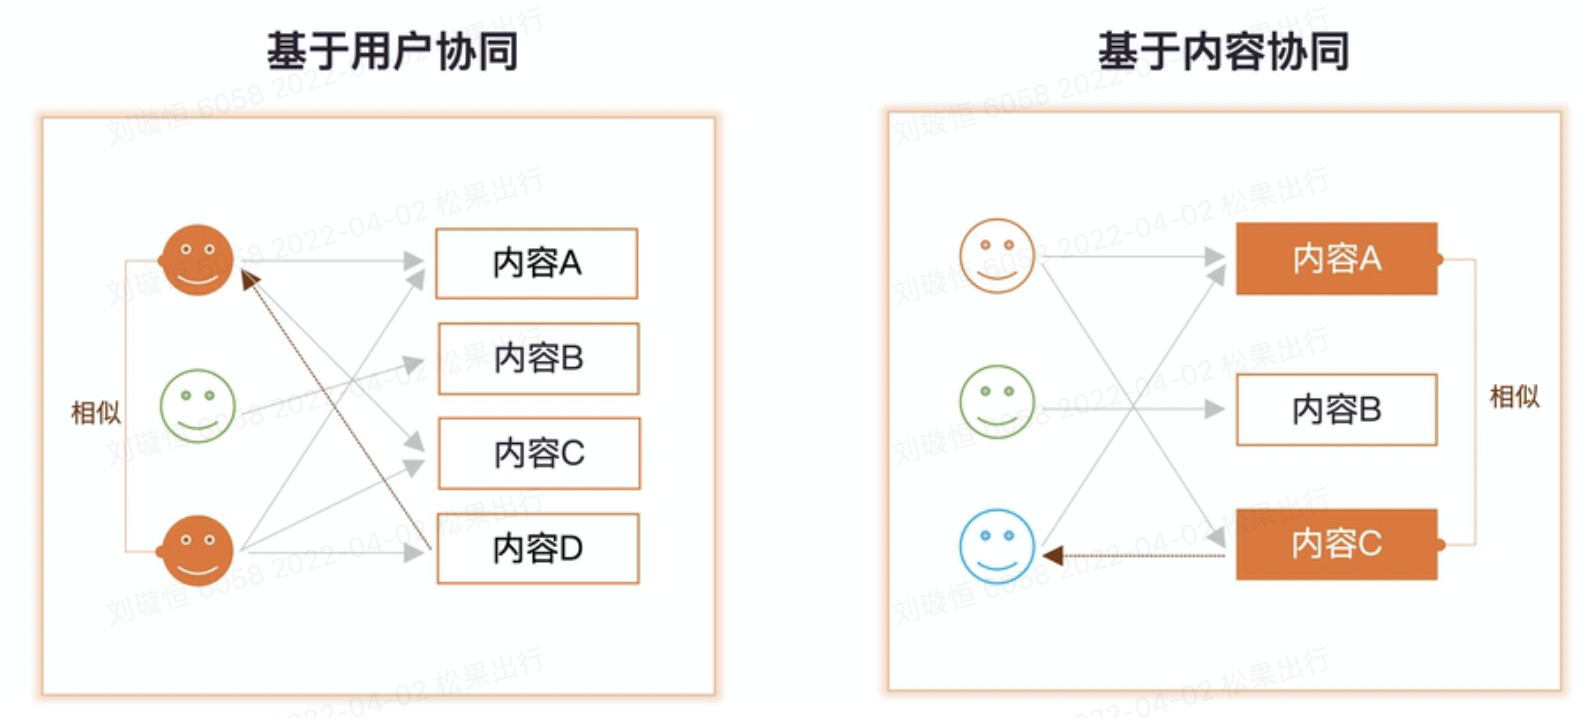 基于用户协同
内容A
内容B
内容C
内容D
相似
基于内容协同
内容A
内容B
内容C
相似
刘璇恒 6058 2022-04-02 松果出行